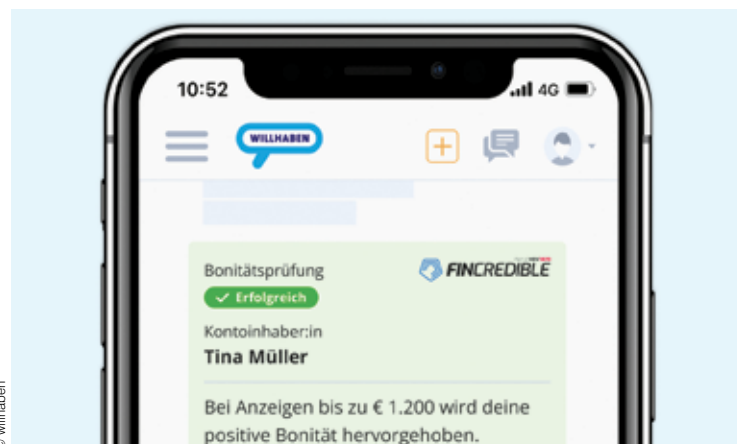 10:52
4G
WILLHABEN
Bonitätsprüfung
FINCREDIBLE
Erfolgreich
Kontoinhaber:in
Tina Müller
Bei Anzeigen bis zu € 1.200 wird deine
positive Bonität hervorgehoben.
© willhaben